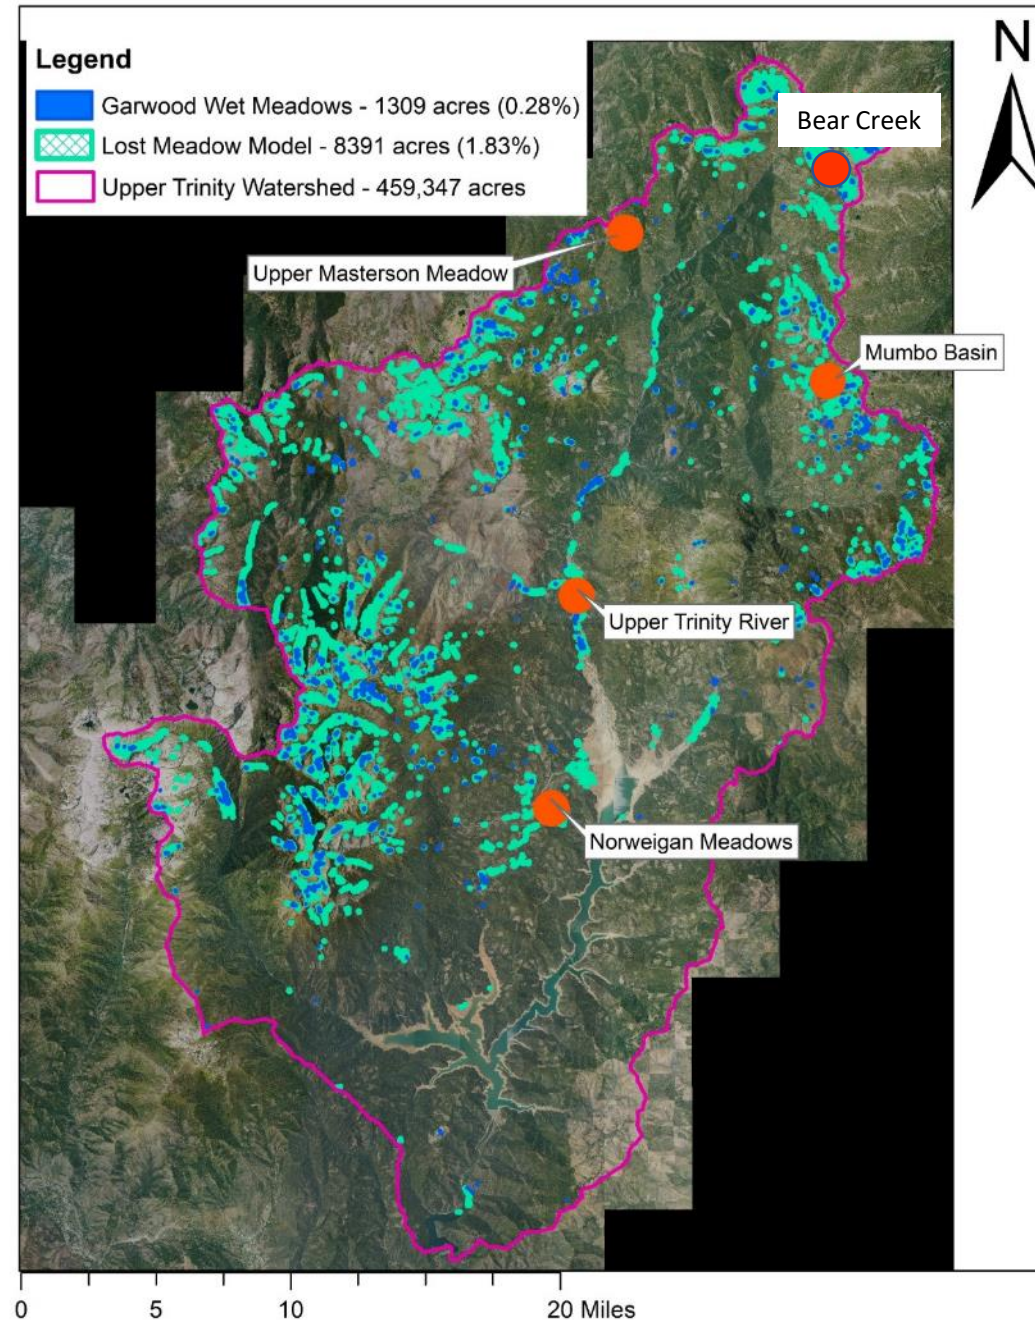 Legend
Garwood Wet Meadows - 1309 acres (0.28%)
Lost Meadow Model - 8391 acres (1.83%)
Upper Trinity Watershed - 459,347 acres
N
Bear Creek
Upper Masterson Meadow
Mumbo Basin
Upper Trinity River
Norweigan Meadows
0 5 10 20 Miles